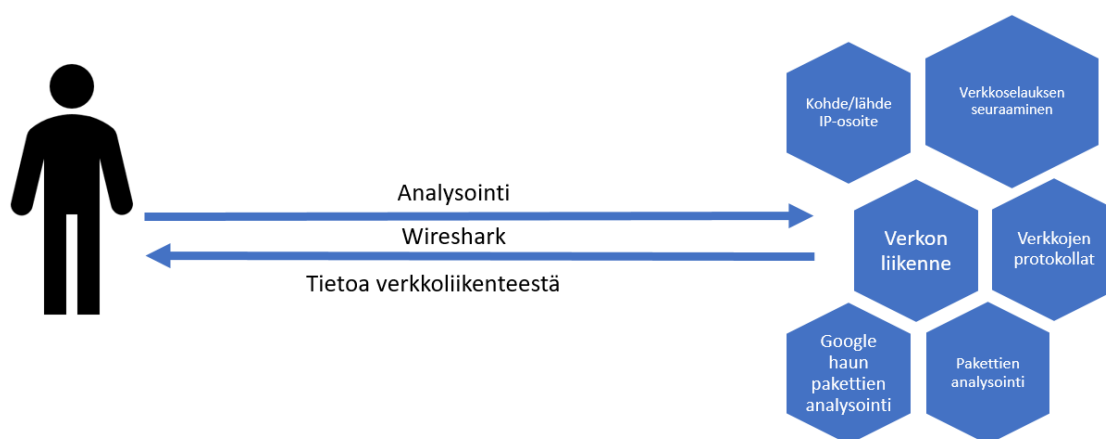 Analysointi
Wireshark
Tietoa verkkoliikenteestä
Kohde/lähde
IP-osoite
Verkkoselauksen
seuraaminen
Verkon
liikenne
Verkkojen
protokollat
Google
haun
pakettien
analysointi
Pakettien
analysointi